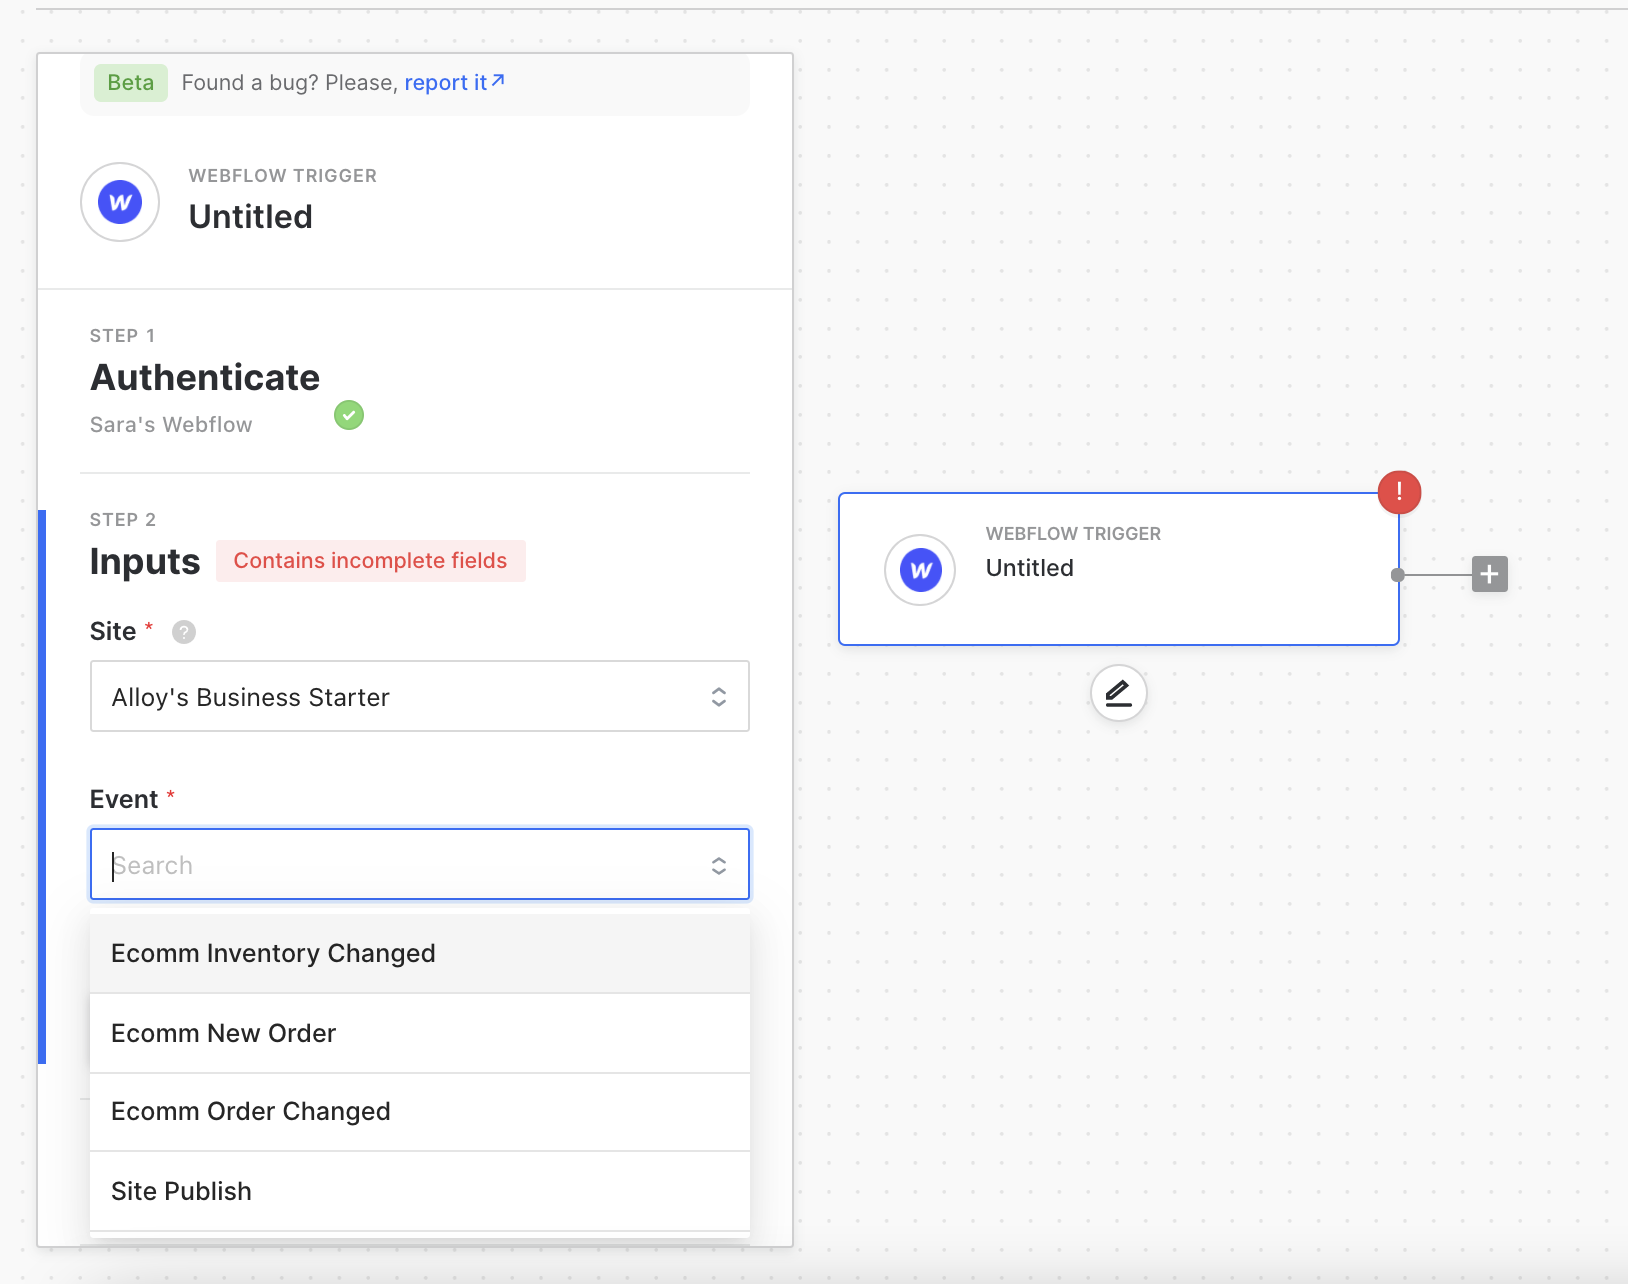 Beta Found a bug? Please, report it↗
WEBFLOW TRIGGER
Untitled
STEP 1
Authenticate
Sara's Webflow
STEP 2
Inputs Contains incomplete fields
Site * ?
Alloy's Business Starter
Event *
Search
Ecomm Inventory Changed
Ecomm New Order
Ecomm Order Changed
Site Publish
!
WEBFLOW TRIGGER
Untitled